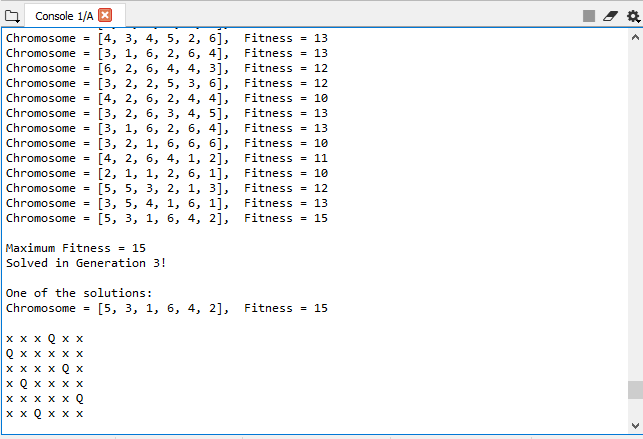 Console 1/A
Chromosome = [4, 3, 4, 5, 2, 6],  Fitness = 13
Chromosome = [3, 1, 6, 2, 6, 4],  Fitness = 13
Chromosome = [6, 2, 6, 4, 4, 3],  Fitness = 12
Chromosome = [3, 2, 2, 5, 3, 6],  Fitness = 12
Chromosome = [4, 2, 6, 2, 4, 4],  Fitness = 10
Chromosome = [3, 2, 6, 3, 4, 5],  Fitness = 13
Chromosome = [3, 1, 6, 2, 6, 4],  Fitness = 13
Chromosome = [3, 2, 1, 6, 6, 6],  Fitness = 10
Chromosome = [4, 2, 6, 4, 1, 2],  Fitness = 11
Chromosome = [2, 1, 1, 2, 6, 1],  Fitness = 10
Chromosome = [5, 5, 3, 2, 1, 3],  Fitness = 12
Chromosome = [3, 5, 4, 1, 6, 1],  Fitness = 13
Chromosome = [5, 3, 1, 6, 4, 2],  Fitness = 15
Maximum Fitness = 15
Solved in Generation 3!
One of the solutions:
Chromosome = [5, 3, 1, 6, 4, 2],  Fitness = 15
x x x Q x x
Q x x x x x
x x x x Q x
x Q x x x x
x x x x x Q
x x Q x x x